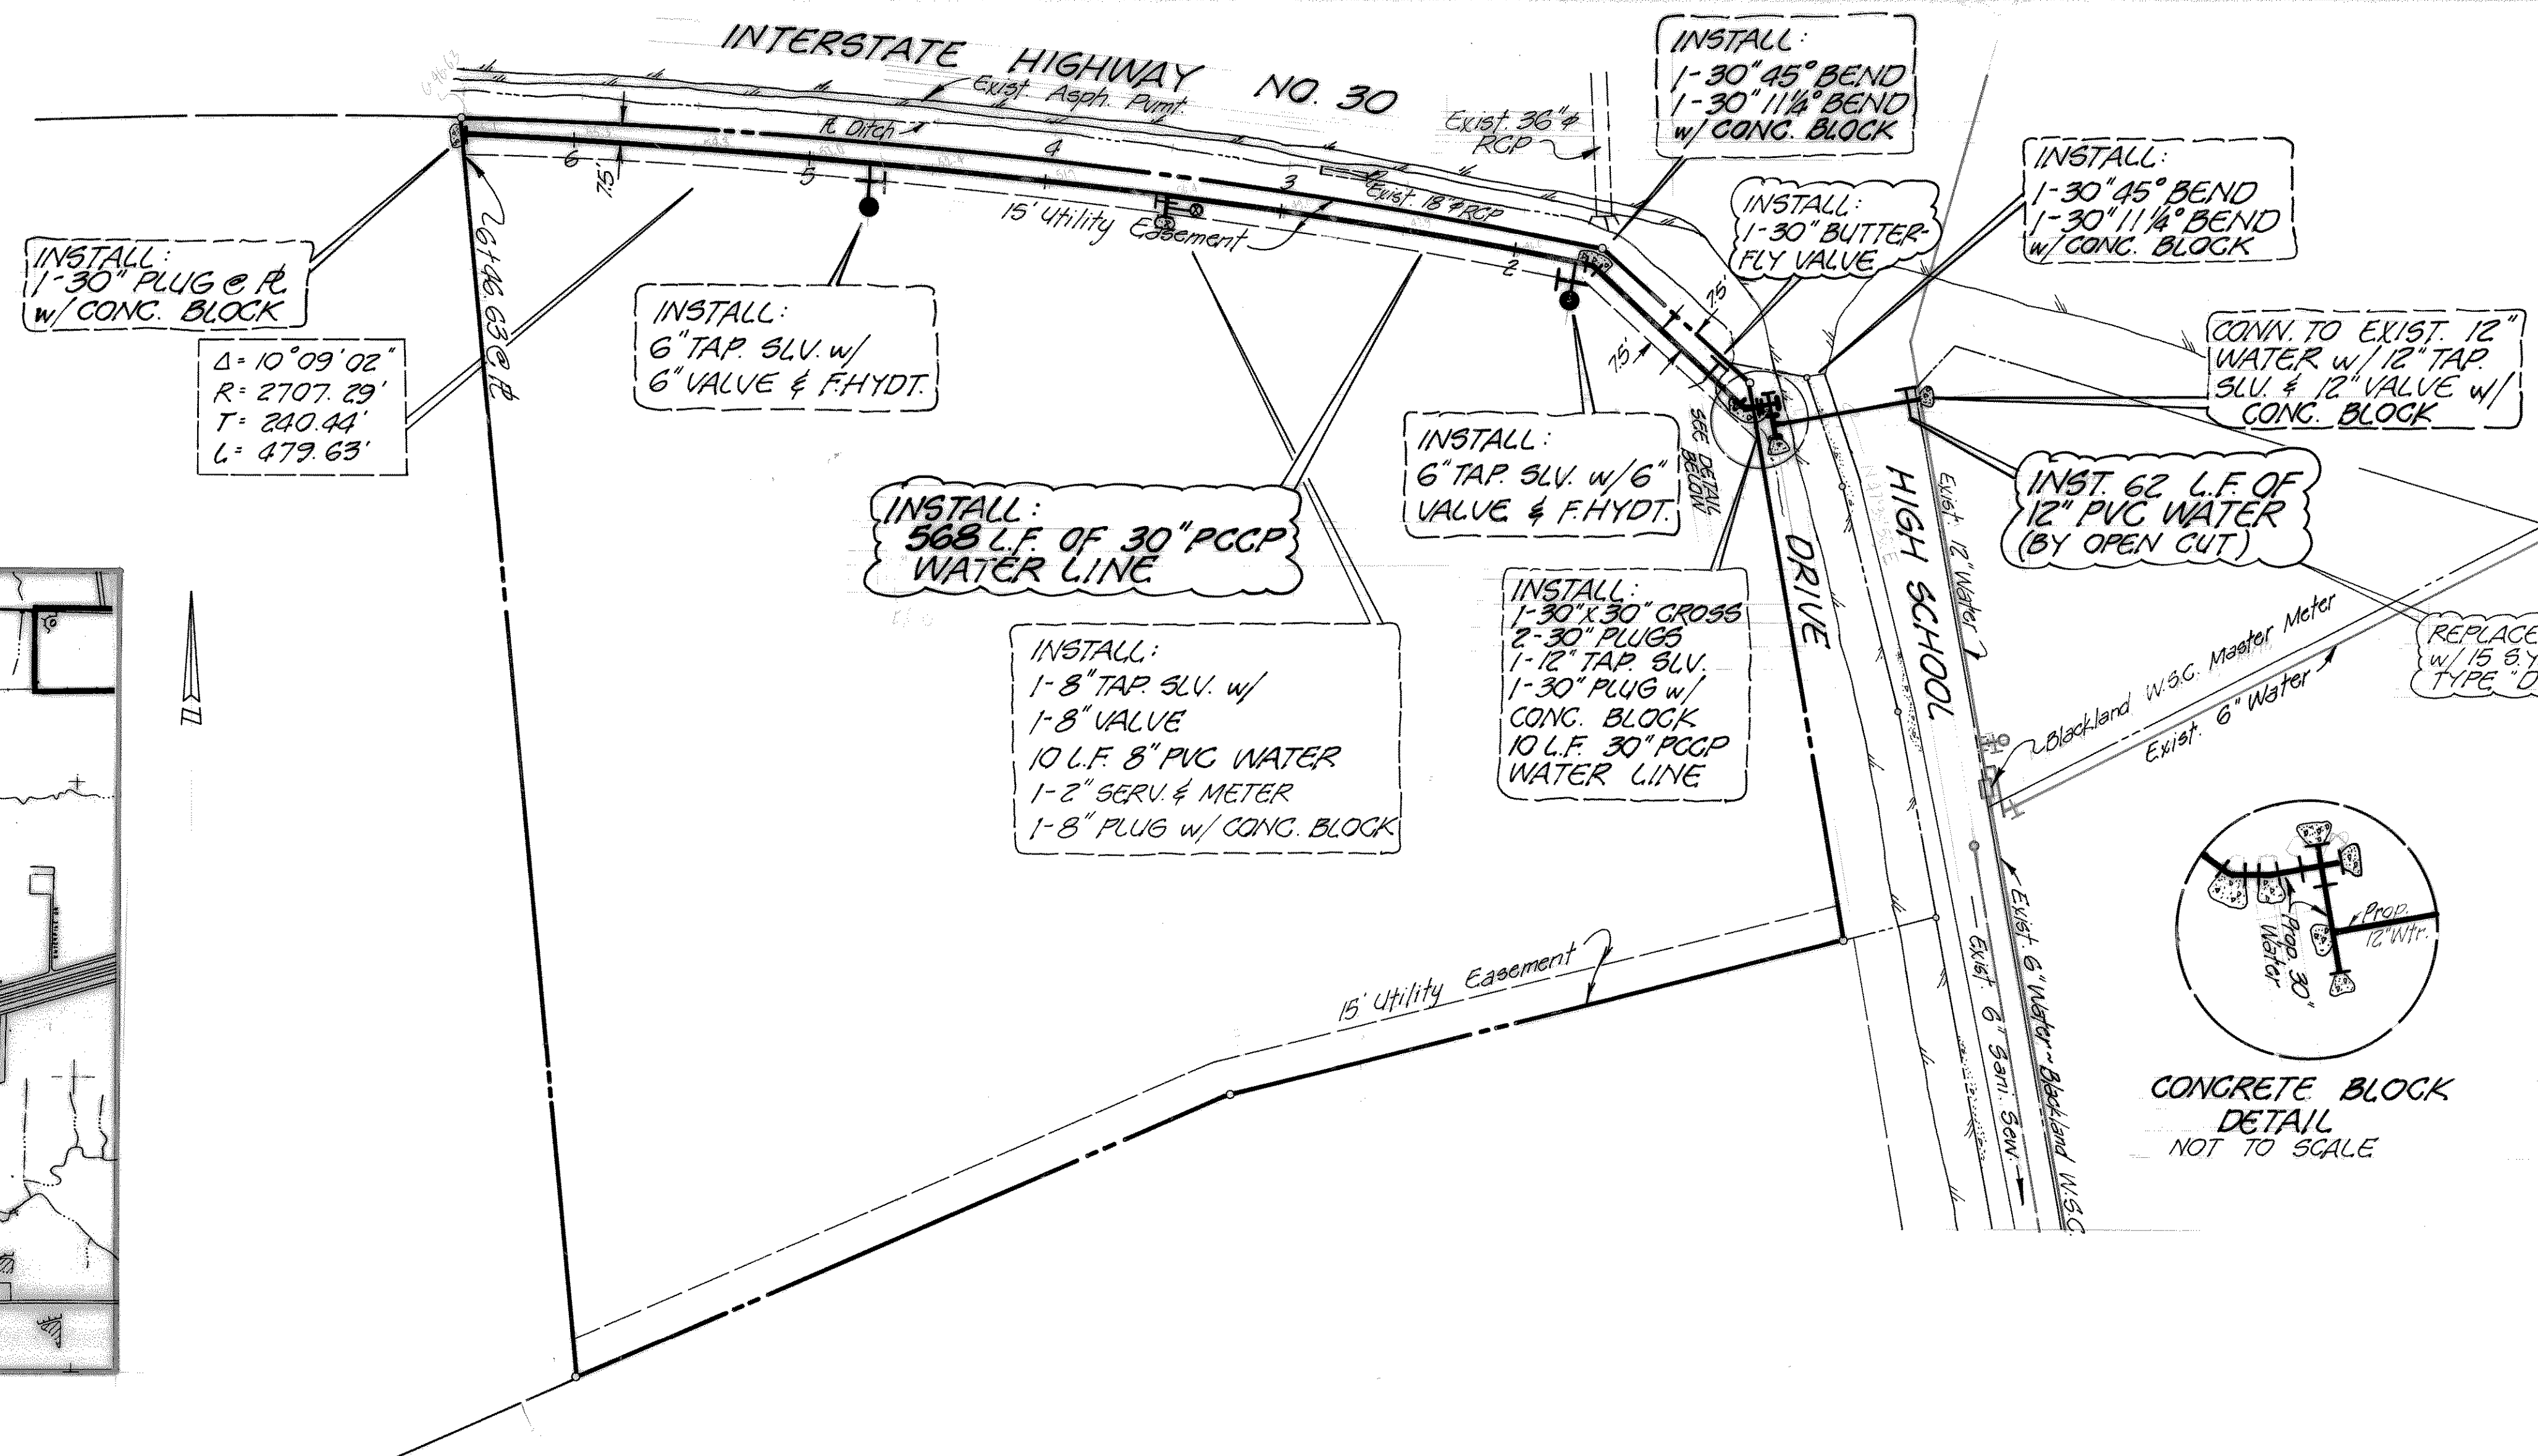 INTERSTATE HIGHWAY NO. 30
Exist. Asph. Pvmt.
℄ Ditch
6
5
4
3
2
7.5'
15' Utility Easement
Exist. 18"φ RCP
Exist. 36"φ
RCP
INSTALL:
1-30" 45° BEND
1-30" 11¼° BEND
w/ CONC. BLOCK
INSTALL:
1-30" BUTTER-
FLY VALVE
INSTALL:
1-30" 45° BEND
1-30" 11¼° BEND
w/ CONC. BLOCK
7.5'
7.5'
INSTALL:
1-30" PLUG @ ℞.
w/ CONC. BLOCK
6+46.63 @ ℞
Δ= 10°09'02"
R= 2707.29'
T= 240.44'
L= 479.63'
INSTALL:
6" TAP. SLV. w/
6" VALVE & F.HYDT.
CONN. TO EXIST. 12"
WATER w/ 12" TAP.
SLV. & 12" VALVE w/
CONC. BLOCK
INSTALL:
6" TAP. SLV. w/6"
VALVE & F.HYDT.
SEE DETAIL
BELOW
INSTALL:
568 L.F. OF 30" PCCP
WATER LINE
INST. 62 L.F. OF
12" PVC WATER
(BY OPEN CUT)
HIGH SCHOOL
DRIVE
Exist. 12" Water
INSTALL:
1-30"X30" CROSS
2-30" PLUGS
1-12" TAP. SLV.
1-30" PLUG w/
CONC. BLOCK
10 L.F. 30" PCCP
WATER LINE
INSTALL:
1-8" TAP. SLV. w/
1-8" VALVE
10 L.F. 8" PVC WATER
1-2" SERV. & METER
1-8" PLUG w/ CONC. BLOCK
REPLACE
w/ 15 S.Y
TYPE "D
Blackland W.S.C. Master Meter
Exist. 6" Water
Prop.
12" Wtr.
Prop. 30"
Water
15' Utility Easement
Exist. 6" Sani. Sew.
Exist. 6" Water ~ Blackland W.S.C.
CONCRETE BLOCK
DETAIL
NOT TO SCALE